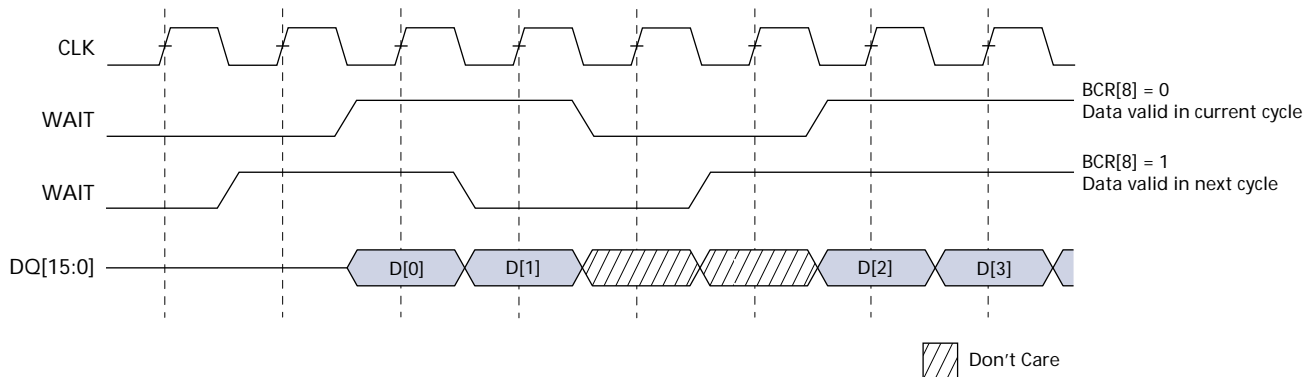 CLK
WAIT
BCR[8] = 0
Data valid in current cycle
WAIT
BCR[8] = 1
Data valid in next cycle
DQ[15:0]
D[0]
D[1]
D[2]
D[3]
Don't Care